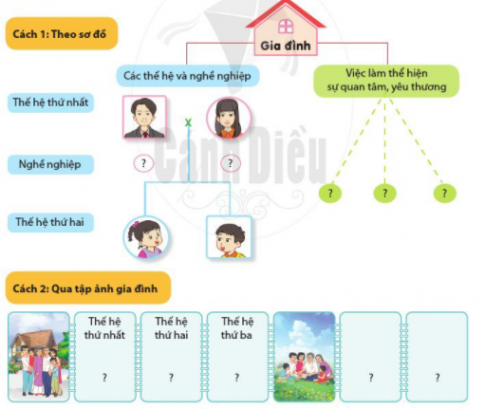 Cách 1: Theo sơ đồ
Gia đình
Các thế hệ và nghề nghiệp
Việc làm thể hiện
sự quan tâm, yêu thương
Thế hệ thứ nhất
Nghề nghiệp
?
?
?
?
?
Thế hệ thứ hai
Cánh Diều
Cách 2: Qua tập ảnh gia đình
Thế hệ
thứ nhất
?
Thế hệ
thứ hai
?
Thế hệ
thứ ba
?
?
?